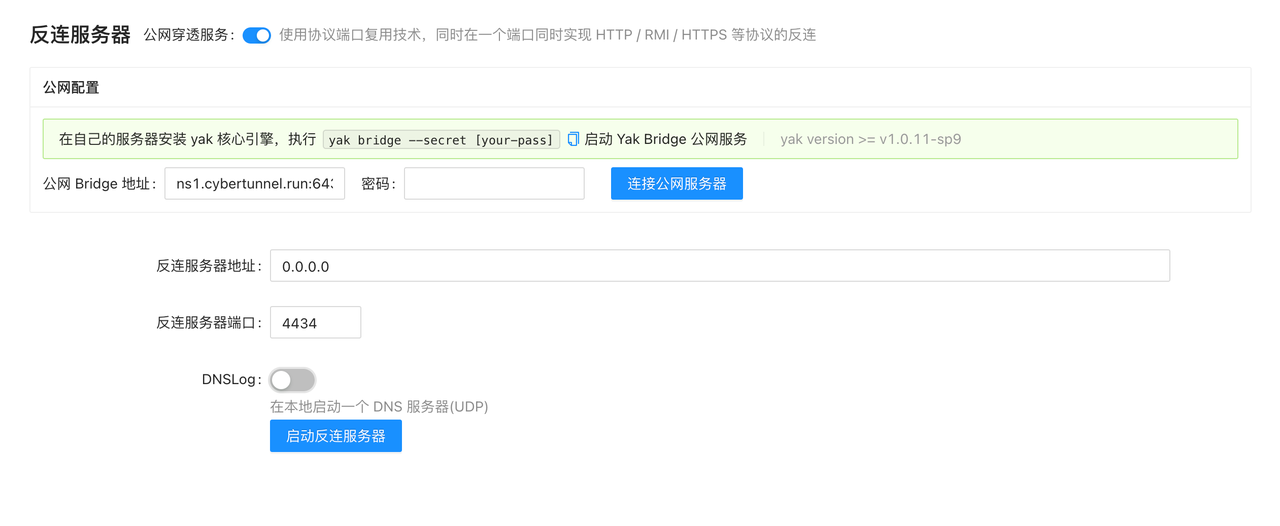 反连服务器 公网穿透服务: 使用协议端口复用技术，同时在一个端口同时实现 HTTP / RMI / HTTPS 等协议的反连
公网配置
在自己的服务器安装 yak 核心引擎，执行 yak bridge --secret [your-pass] 启动 Yak Bridge 公网服务 yak version >= v1.0.11-sp9
公网 Bridge 地址: ns1.cybertunnel.run:64 密码: 连接公网服务器
反连服务器地址: 0.0.0.0
反连服务器端口: 4434
DNSLog:
在本地启动一个 DNS 服务器(UDP)
启动反连服务器